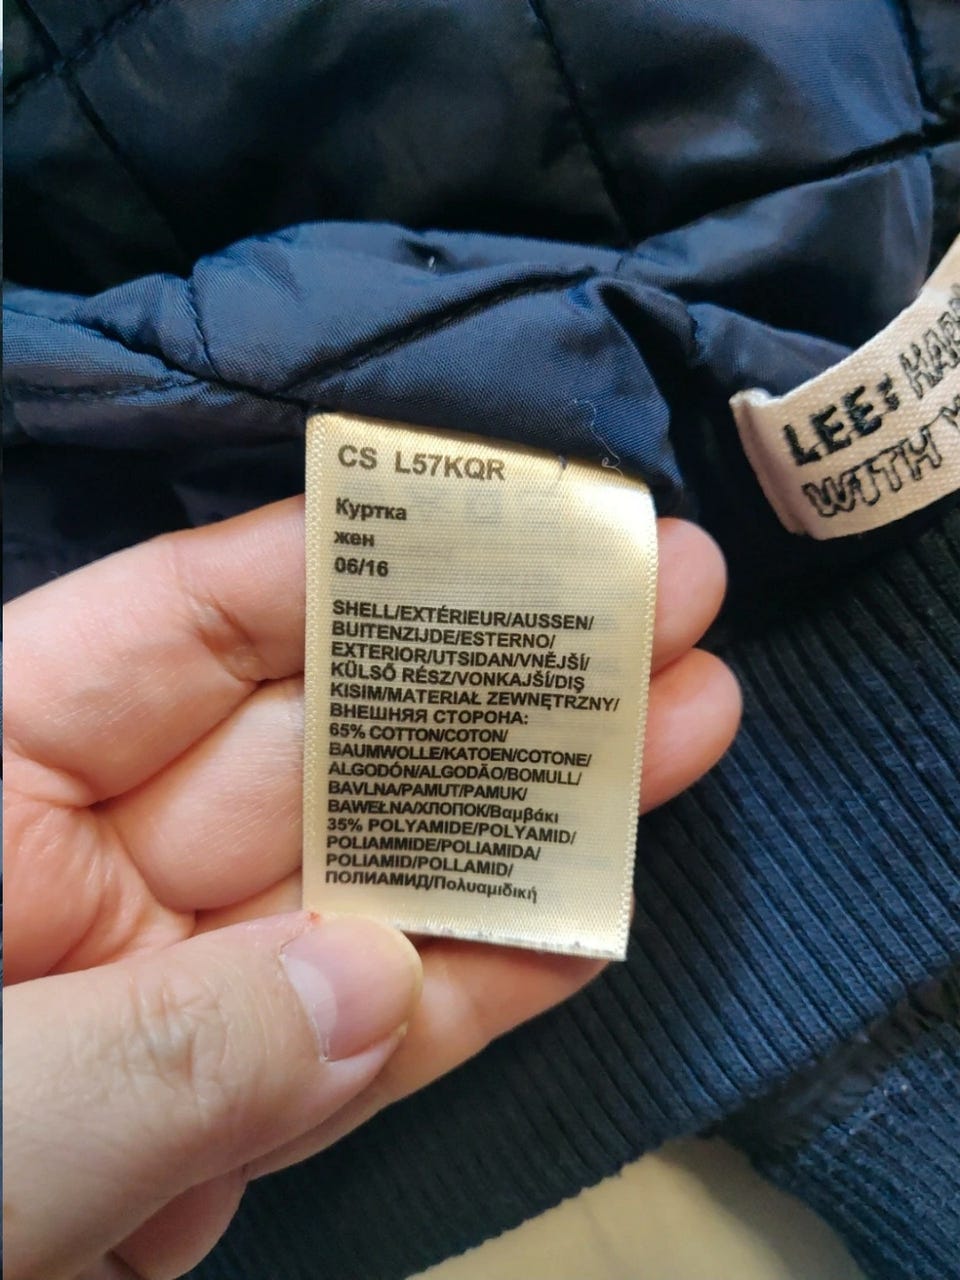 CS L57KQR
Куртка
жен
06/16
SHELL/EXTÉRIEUR/AUSSEN/
BUITENZIJDE/ESTERNO/
EXTERIOR/UTSIDAN/VNĚJŠÍ/
KÜLSŐ RÉSZ/VONKAJŠÍ/DIŞ
KISIM/MATERIAŁ ZEWNĘTRZNY/
ВНЕШНЯЯ СТОРОНА:
65% COTTON/COTON/
BAUMWOLLE/KATOEN/COTONE/
ALGODÓN/ALGODÃO/BOMULL/
BAVLNA/PAMUT/PAMUK/
BAWEŁNA/ХЛОПОК/Βαμβάκι
35% POLYAMIDE/POLYAMID/
POLIAMMIDE/POLIAMIDA/
POLIAMID/POLLAMID/
ПОЛИАМИД/Πολυαμιδική
LEE:
WITH